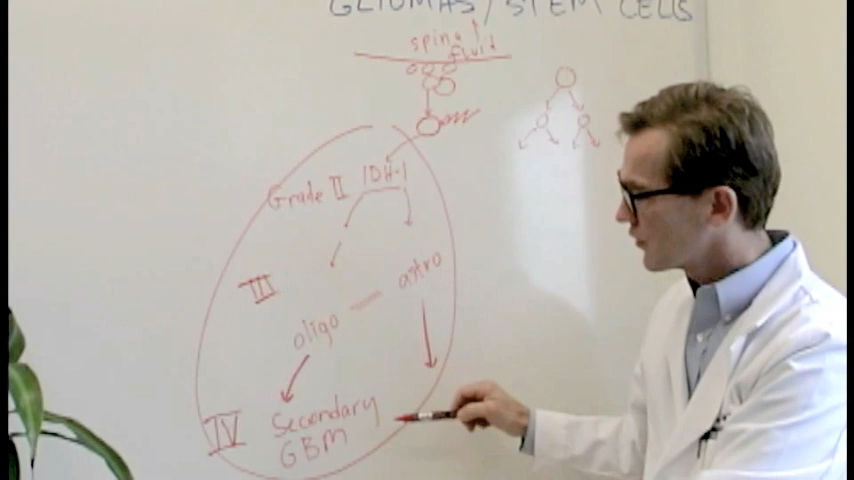 GLIOMAS / STEM CELLS
spinal
fluid
Grade II IDH-1
III
astro
oligo
IV
Secondary
GBM